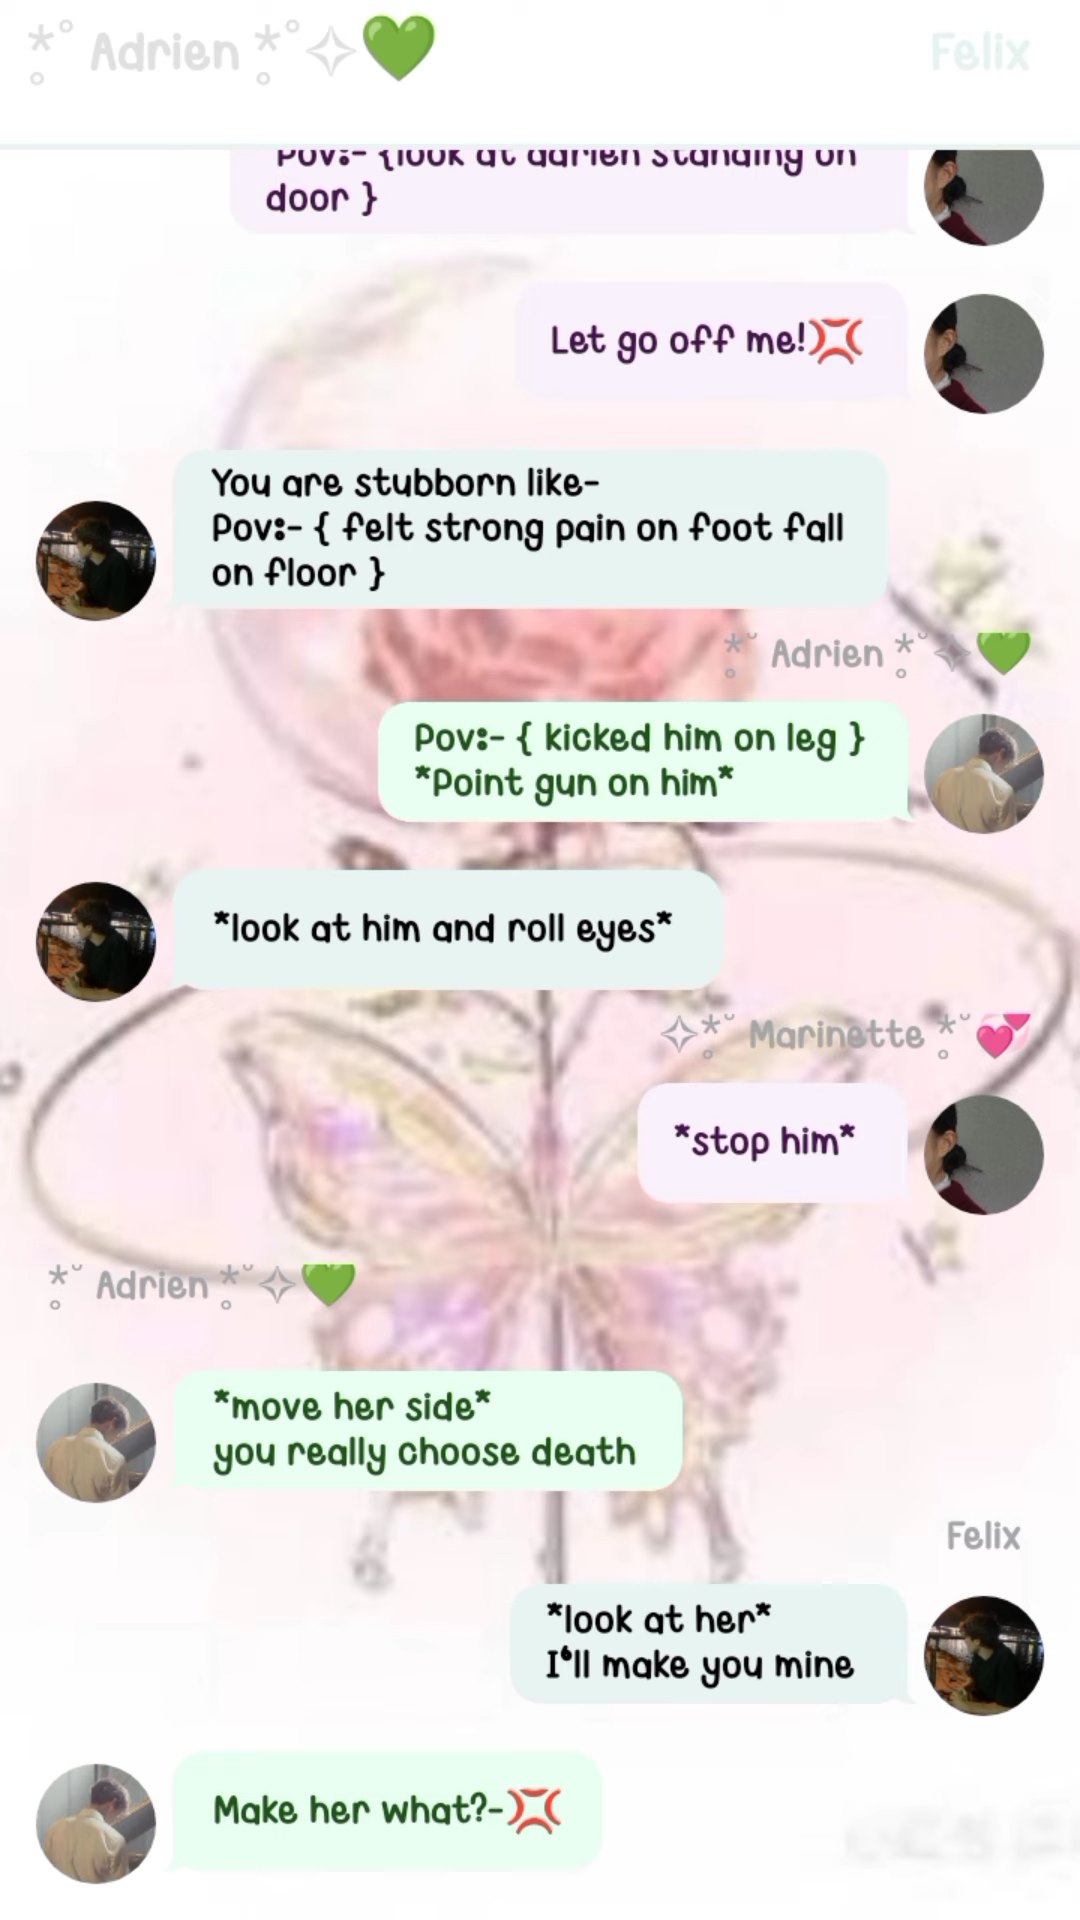 *˚ Adrien *˚✧💚
Felix
Pov:- {look at adrien standing on
door }
Let go off me!💢
You are stubborn like-
Pov:- { felt strong pain on foot fall
on floor }
*˘ Adrien *˘✧💚
Pov:- { kicked him on leg }
*Point gun on him*
*look at him and roll eyes*
✧*˘ Marinette *˘💞
*stop him*
*˘ Adrien *˘✧💚
*move her side*
you really choose death
Felix
*look at her*
I'll make you mine
Make her what?-💢